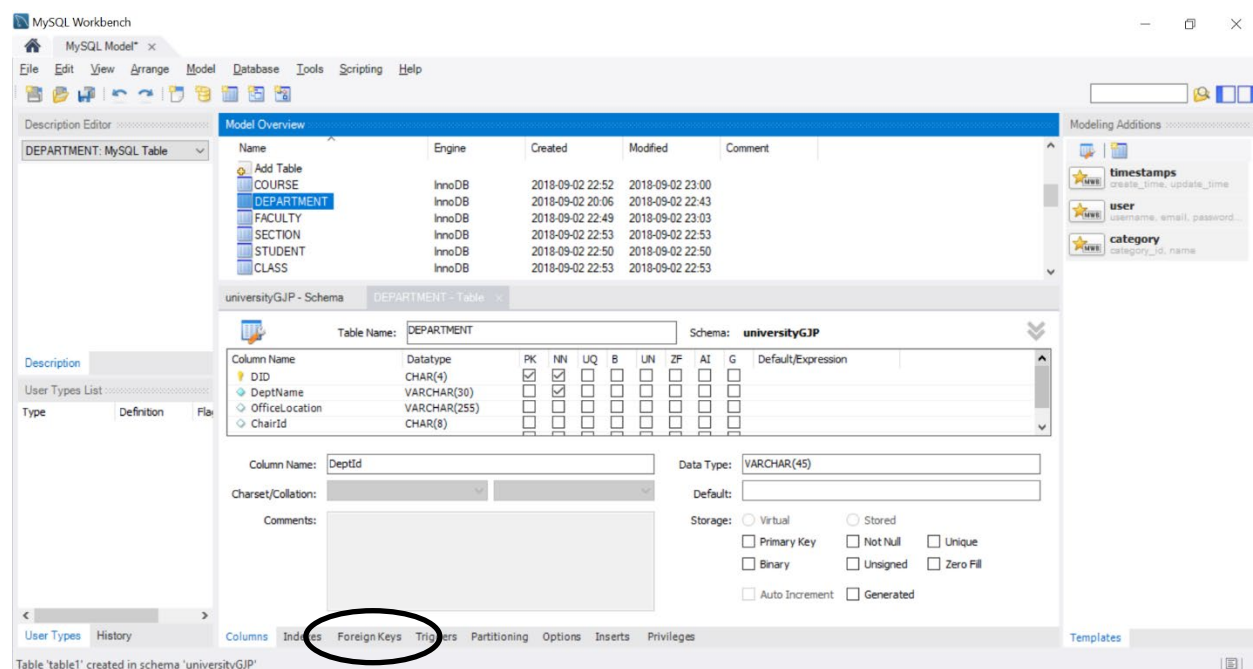 MySQL Workbench
MySQL Model* ×
File Edit View Arrange Model Database Tools Scripting Help
Description Editor
DEPARTMENT: MySQL Table
Description
User Types List
Type Definition Fla
User Types History
Model Overview
Name Engine Created Modified Comment
Add Table
COURSE InnoDB 2018-09-02 22:52 2018-09-02 23:00
DEPARTMENT InnoDB 2018-09-02 20:06 2018-09-02 22:43
FACULTY InnoDB 2018-09-02 22:49 2018-09-02 23:03
SECTION InnoDB 2018-09-02 22:53 2018-09-02 22:53
STUDENT InnoDB 2018-09-02 22:50 2018-09-02 22:50
CLASS InnoDB 2018-09-02 22:53 2018-09-02 22:53
universityGJP - Schema DEPARTMENT - Table ×
Table Name: DEPARTMENT Schema: universityGJP
Column Name Datatype PK NN UQ B UN ZF AI G Default/Expression
DID CHAR(4)
DeptName VARCHAR(30)
OfficeLocation VARCHAR(255)
ChairId CHAR(8)
Column Name: DeptId Data Type: VARCHAR(45)
Charset/Collation: Default:
Comments: Storage: Virtual Stored
Primary Key Not Null Unique
Binary Unsigned Zero Fill
Auto Increment Generated
Columns Indexes Foreign Keys Triggers Partitioning Options Inserts Privileges
Modeling Additions
timestamps
create_time, update_time
user
username, email, password...
category
category_id, name
Templates
Table 'table1' created in schema 'universityGJP'